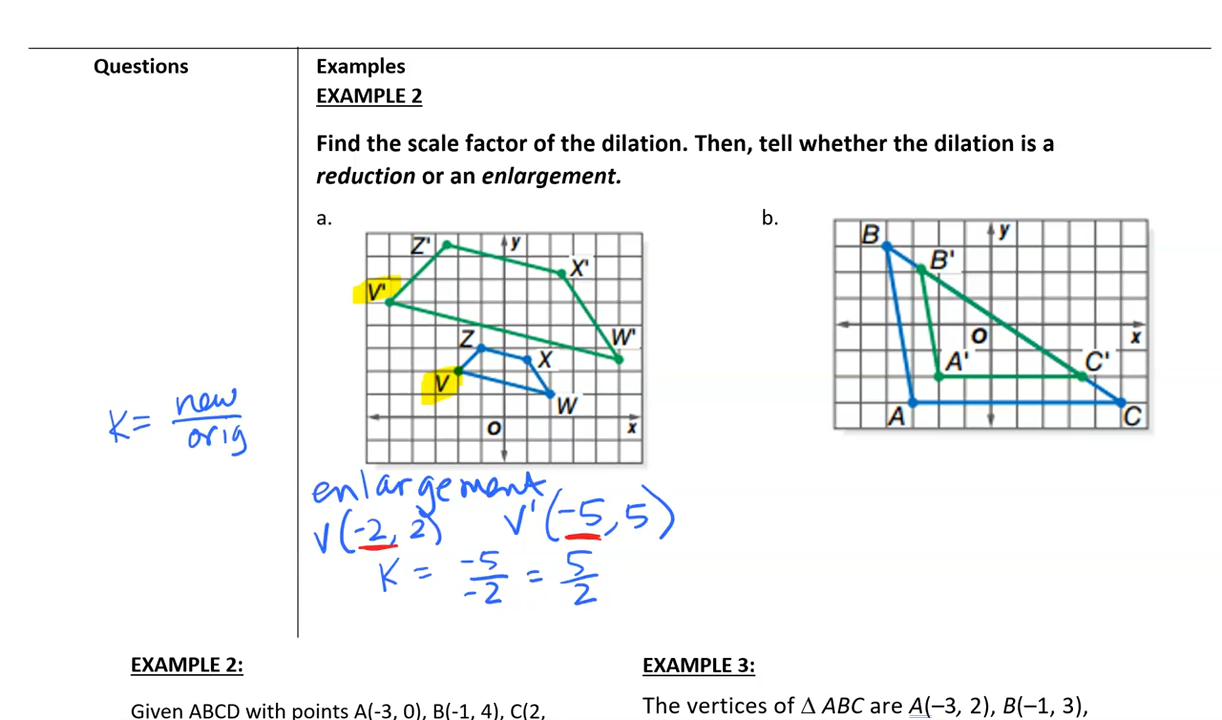 Questions
Examples
EXAMPLE 2
Find the scale factor of the dilation. Then, tell whether the dilation is a
reduction or an enlargement.
a.
b.
Z'
y
X'
V'
W'
Z
X
V
W
O
x
B
y
B'
O
x
A'
C'
A
C
K = new
orig
enlargement
V(-2, 2) V'(-5, 5)
K = -5/-2 = 5/2
EXAMPLE 2:
Given ABCD with points A(-3, 0), B(-1, 4), C(2,
EXAMPLE 3:
The vertices of Δ ABC are A(–3, 2), B(–1, 3),